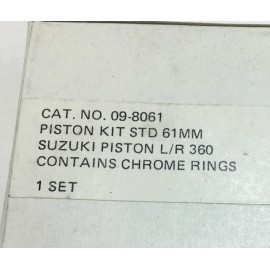 CAT. NO. 09-8061
PISTON KIT STD 61MM
SUZUKI PISTON L/R 360
CONTAINS CHROME RINGS
1 SET